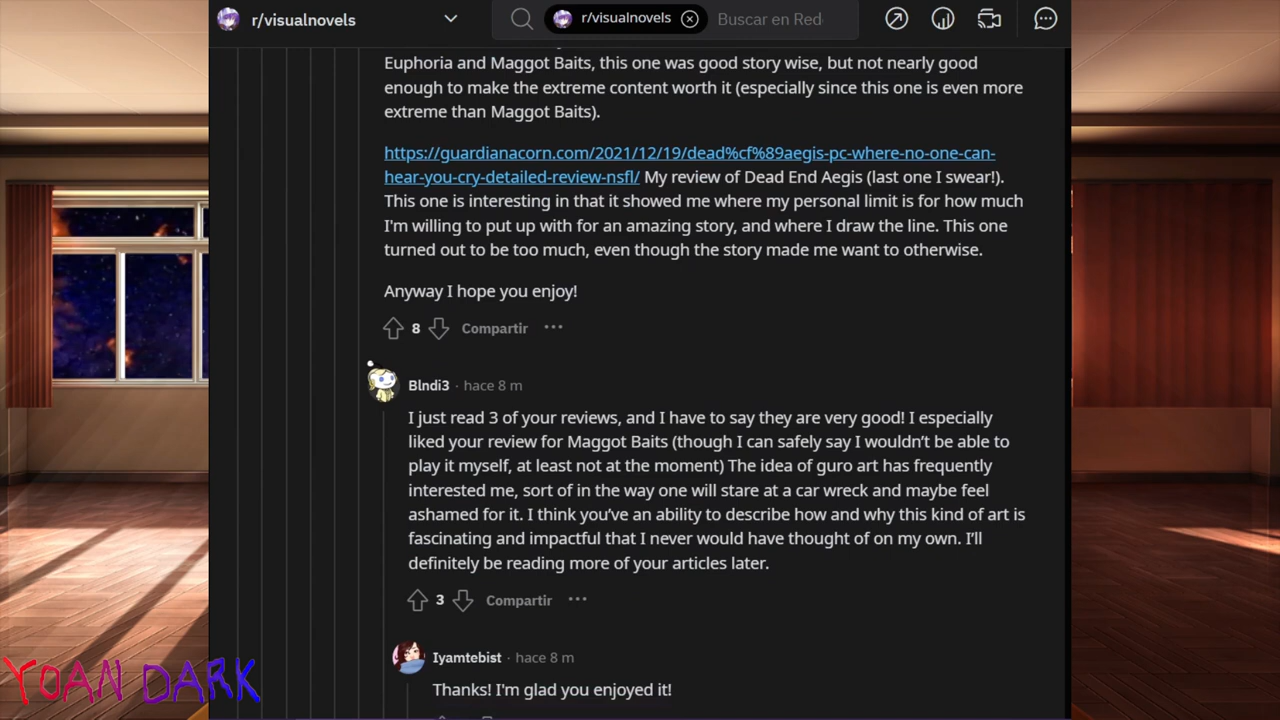 r/visualnovels
r/visualnovels
Buscar en Red
Euphoria and Maggot Baits, this one was good story wise, but not nearly good
enough to make the extreme content worth it (especially since this one is even more
extreme than Maggot Baits).
https://guardianacorn.com/2021/12/19/dead%cf%89aegis-pc-where-no-one-can-
hear-you-cry-detailed-review-nsfl/ My review of Dead End Aegis (last one I swear!).
This one is interesting in that it showed me where my personal limit is for how much
I'm willing to put up with for an amazing story, and where I draw the line. This one
turned out to be too much, even though the story made me want to otherwise.
Anyway I hope you enjoy!
8 Compartir ···
Blndi3 · hace 8 m
I just read 3 of your reviews, and I have to say they are very good! I especially
liked your review for Maggot Baits (though I can safely say I wouldn't be able to
play it myself, at least not at the moment) The idea of guro art has frequently
interested me, sort of in the way one will stare at a car wreck and maybe feel
ashamed for it. I think you've an ability to describe how and why this kind of art is
fascinating and impactful that I never would have thought of on my own. I'll
definitely be reading more of your articles later.
3 Compartir ···
Iyamtebist · hace 8 m
Thanks! I'm glad you enjoyed it!
YOAN DARK